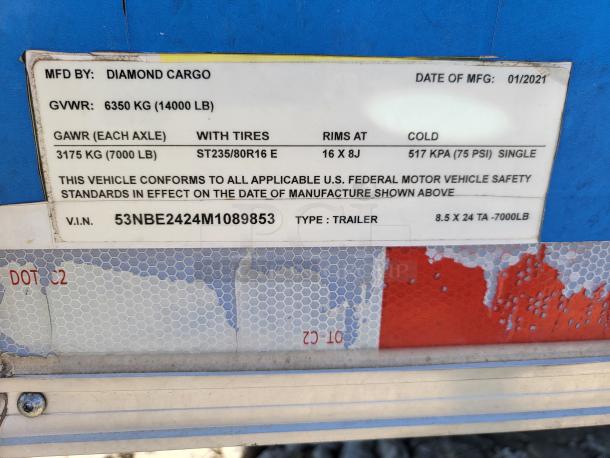 MFD BY: DIAMOND CARGO DATE OF MFG: 01/2021
GVWR: 6350 KG (14000 LB)
GAWR (EACH AXLE) WITH TIRES RIMS AT COLD
3175 KG (7000 LB) ST235/80R16 E 16 X 8J 517 KPA (75 PSI) SINGLE
THIS VEHICLE CONFORMS TO ALL APPLICABLE U.S. FEDERAL MOTOR VEHICLE SAFETY
STANDARDS IN EFFECT ON THE DATE OF MANUFACTURE SHOWN ABOVE
V.I.N. 53NBE2424M1089853 TYPE : TRAILER 8.5 X 24 TA -7000LB
DOT C2
OT-C2